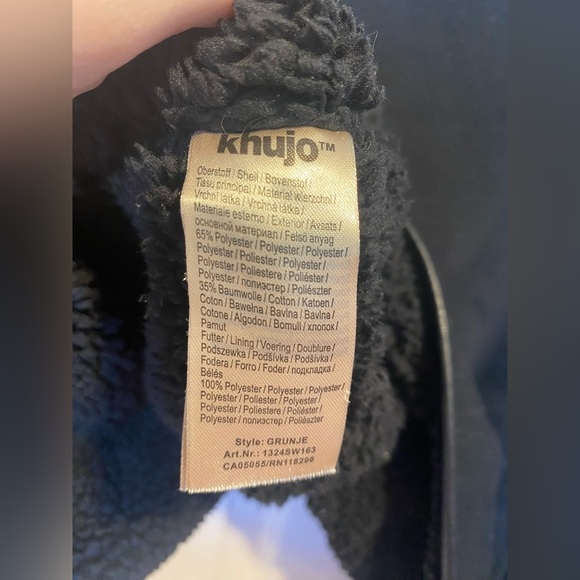 khujo™
Oberstoff / Shell / Bovenstof /
Tissu principal / Materiał wierzchni /
Vrchní látka / Vrchná látka /
Materiale esterno / Exterior / Avsats /
основной материал / Felső anyag
65% Polyester / Polyester / Polyester /
Polyester / Poliester / Polyester /
Polyester / Poliestere / Poliéster /
Polyester / полиэстер / Poliészter
35% Baumwolle / Cotton / Katoen /
Coton / Bawełna / Bavlna / Bavlna /
Cotone / Algodon / Bomull / хлопок /
Pamut
Futter / Lining / Voering / Doublure /
Podszewka / Podšívka / Podšívka /
Fodera / Forro / Foder / подкладка /
Bélés
100% Polyester / Polyester / Polyester /
Polyester / Poliester / Polyester /
Polyester / Poliestere / Poliéster /
Polyester / полиэстер / Poliészter
Style: GRUNJE
Art.Nr.: 1324SW163
CA05055/RN116296